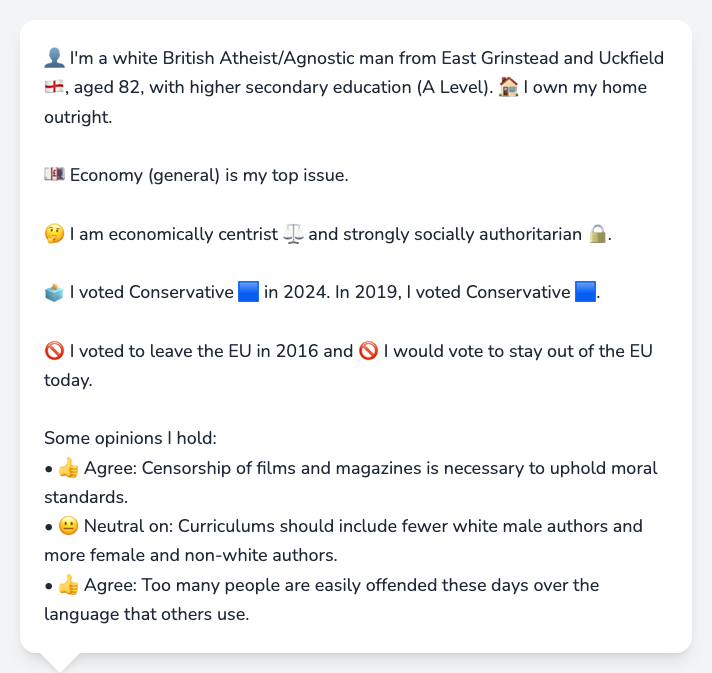 👤 I'm a white British Atheist/Agnostic man from East Grinstead and Uckfield
🏴󠁧󠁢󠁥󠁮󠁧󠁿, aged 82, with higher secondary education (A Level). 🏠 I own my home
outright.
💷 Economy (general) is my top issue.
🤔 I am economically centrist ⚖️ and strongly socially authoritarian 🔒.
🗳️ I voted Conservative 🟦 in 2024. In 2019, I voted Conservative 🟦.
🚫 I voted to leave the EU in 2016 and 🚫 I would vote to stay out of the EU
today.
Some opinions I hold:
• 👍 Agree: Censorship of films and magazines is necessary to uphold moral
standards.
• 😐 Neutral on: Curriculums should include fewer white male authors and
more female and non-white authors.
• 👍 Agree: Too many people are easily offended these days over the
language that others use.